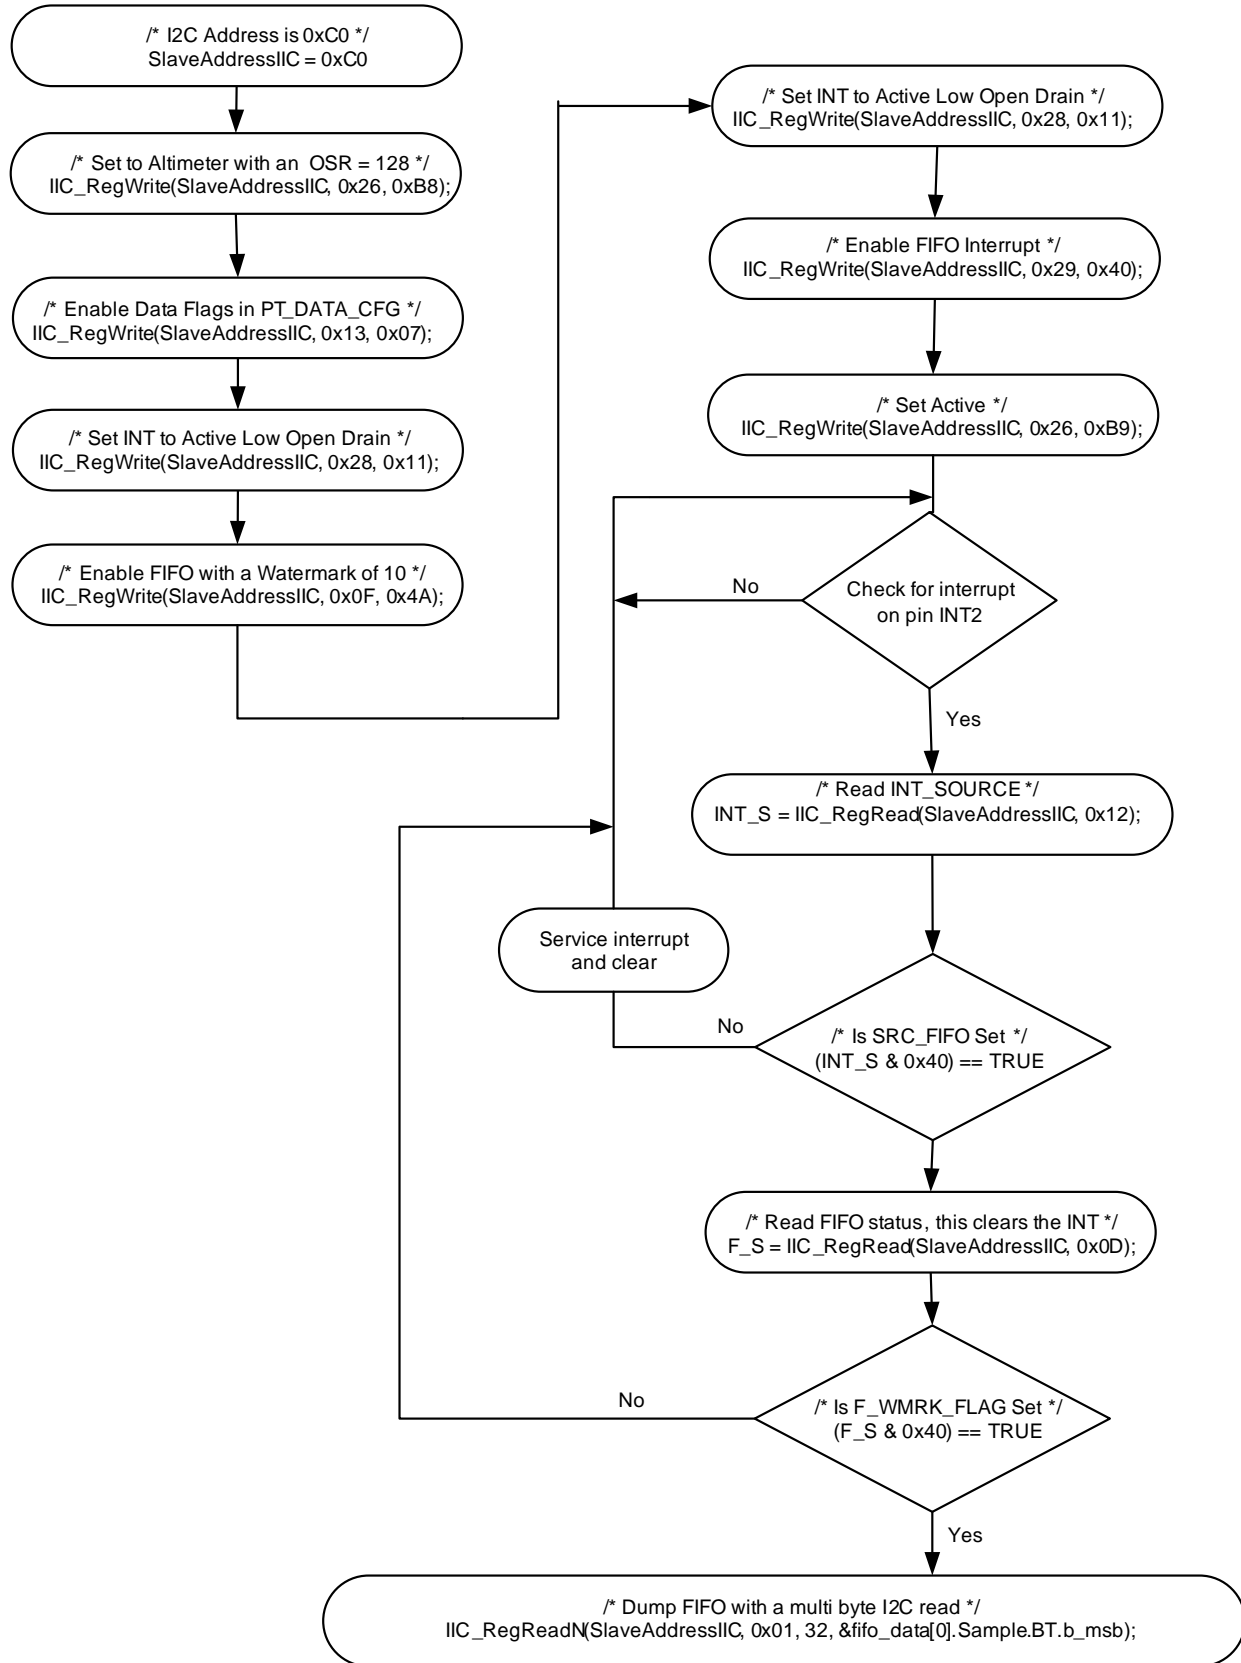 /* I2C Address is 0xC0 */
SlaveAddressIIC = 0xC0
/* Set to Altimeter with an OSR = 128 */
IIC_RegWrite(SlaveAddressIIC, 0x26, 0xB8);
/* Enable Data Flags in PT_DATA_CFG */
IIC_RegWrite(SlaveAddressIIC, 0x13, 0x07);
/* Set INT to Active Low Open Drain */
IIC_RegWrite(SlaveAddressIIC, 0x28, 0x11);
/* Enable FIFO with a Watermark of 10 */
IIC_RegWrite(SlaveAddressIIC, 0x0F, 0x4A);
/* Set INT to Active Low Open Drain */
IIC_RegWrite(SlaveAddressIIC, 0x28, 0x11);
/* Enable FIFO Interrupt */
IIC_RegWrite(SlaveAddressIIC, 0x29, 0x40);
/* Set Active */
IIC_RegWrite(SlaveAddressIIC, 0x26, 0xB9);
Check for interrupt
on pin INT2
No
Yes
/* Read INT_SOURCE */
INT_S = IIC_RegRead(SlaveAddressIIC, 0x12);
Service interrupt
and clear
No
/* Is SRC_FIFO Set */
(INT_S & 0x40) == TRUE
/* Read FIFO status, this clears the INT */
F_S = IIC_RegRead(SlaveAddressIIC, 0x0D);
No
/* Is F_WMRK_FLAG Set */
(F_S & 0x40) == TRUE
Yes
/* Dump FIFO with a multi byte I2C read */
IIC_RegReadN(SlaveAddressIIC, 0x01, 32, &fifo_data[0].Sample.BT.b_msb);